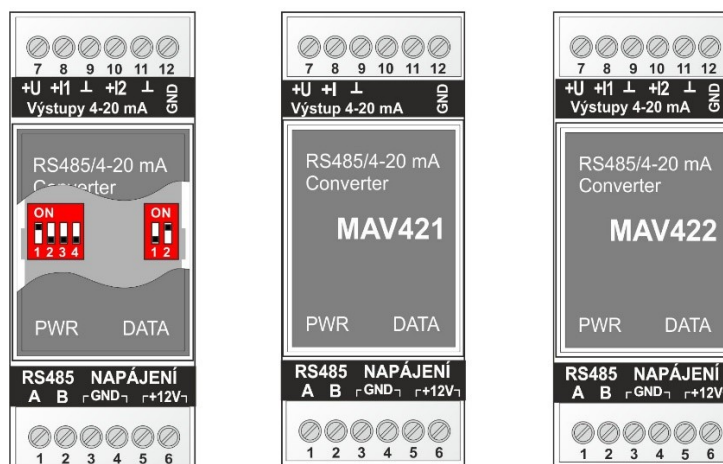 7 8 9 10 11 12
+U +I1 ⊥ +I2 ⊥ GND
Výstupy 4-20 mA
RS485/4-20 mA
Converter
ON
1 2 3 4
ON
1 2
PWR DATA
RS485 NAPÁJENÍ
A B ┌GND┐ ┌+12V┐
1 2 3 4 5 6
7 8 9 10 11 12
+U +I ⊥ GND
Výstup 4-20 mA
RS485/4-20 mA
Converter
MAV421
PWR DATA
RS485 NAPÁJENÍ
A B ┌GND┐ ┌+12V┐
1 2 3 4 5 6
7 8 9 10 11 12
+U +I1 ⊥ +I2 ⊥ GND
Výstupy 4-20 mA
RS485/4-20 mA
Converter
MAV422
PWR DATA
RS485 NAPÁJENÍ
A B ┌GND┐ ┌+12V
1 2 3 4 5 6